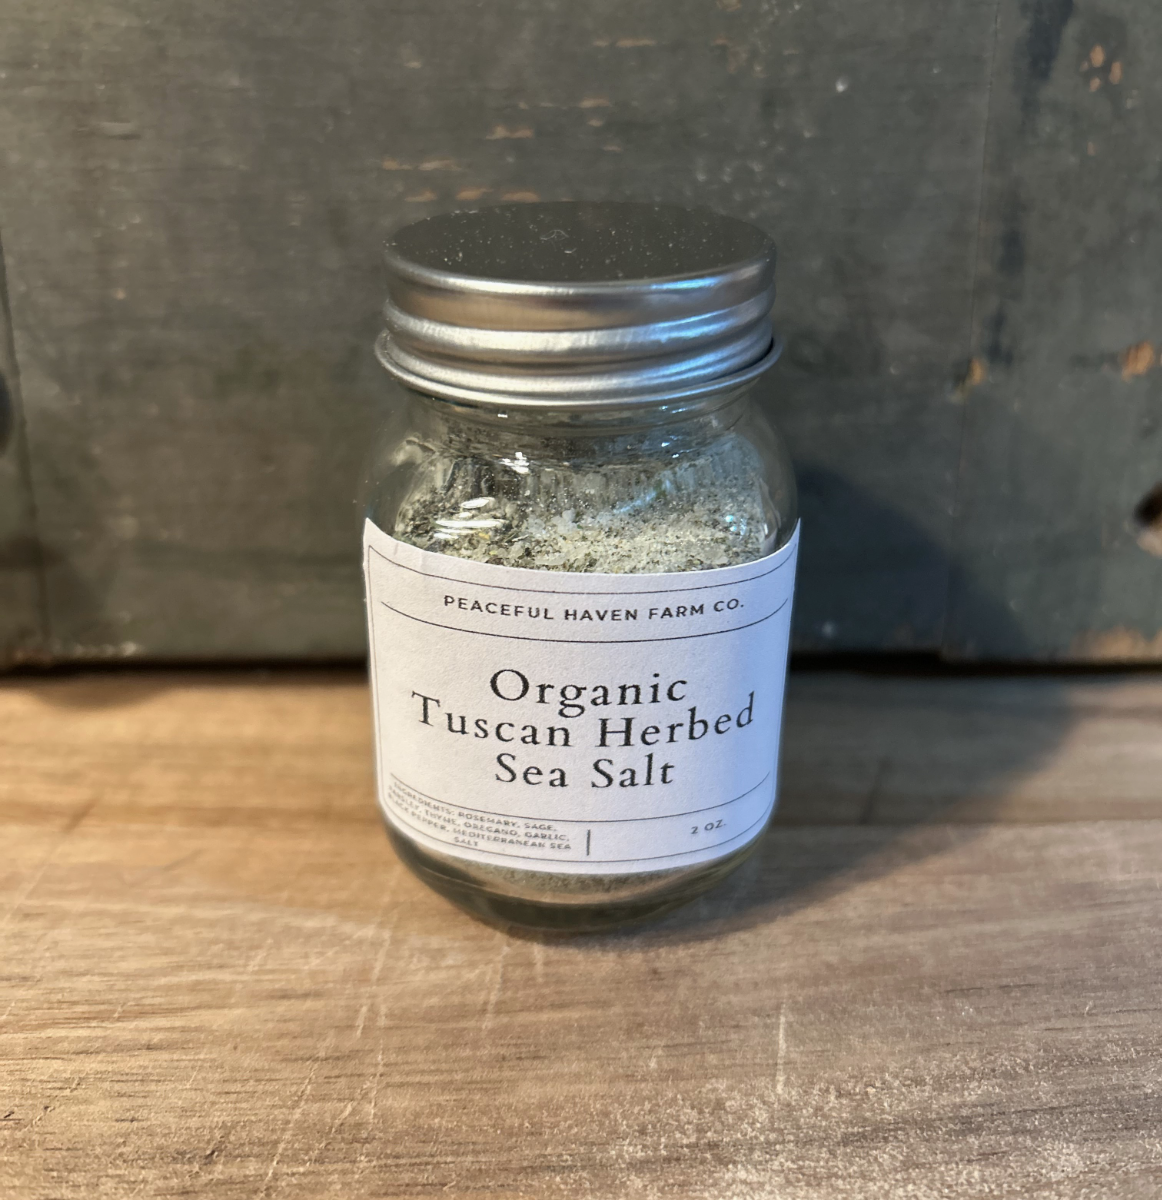 PEACEFUL HAVEN FARM CO.
Organic
Tuscan Herbed
Sea Salt
INGREDIENTS: ROSEMARY, SAGE,
PARSLEY, THYME, OREGANO, GARLIC,
BLACK PEPPER, MEDITERRANEAN SEA
SALT
2 OZ.